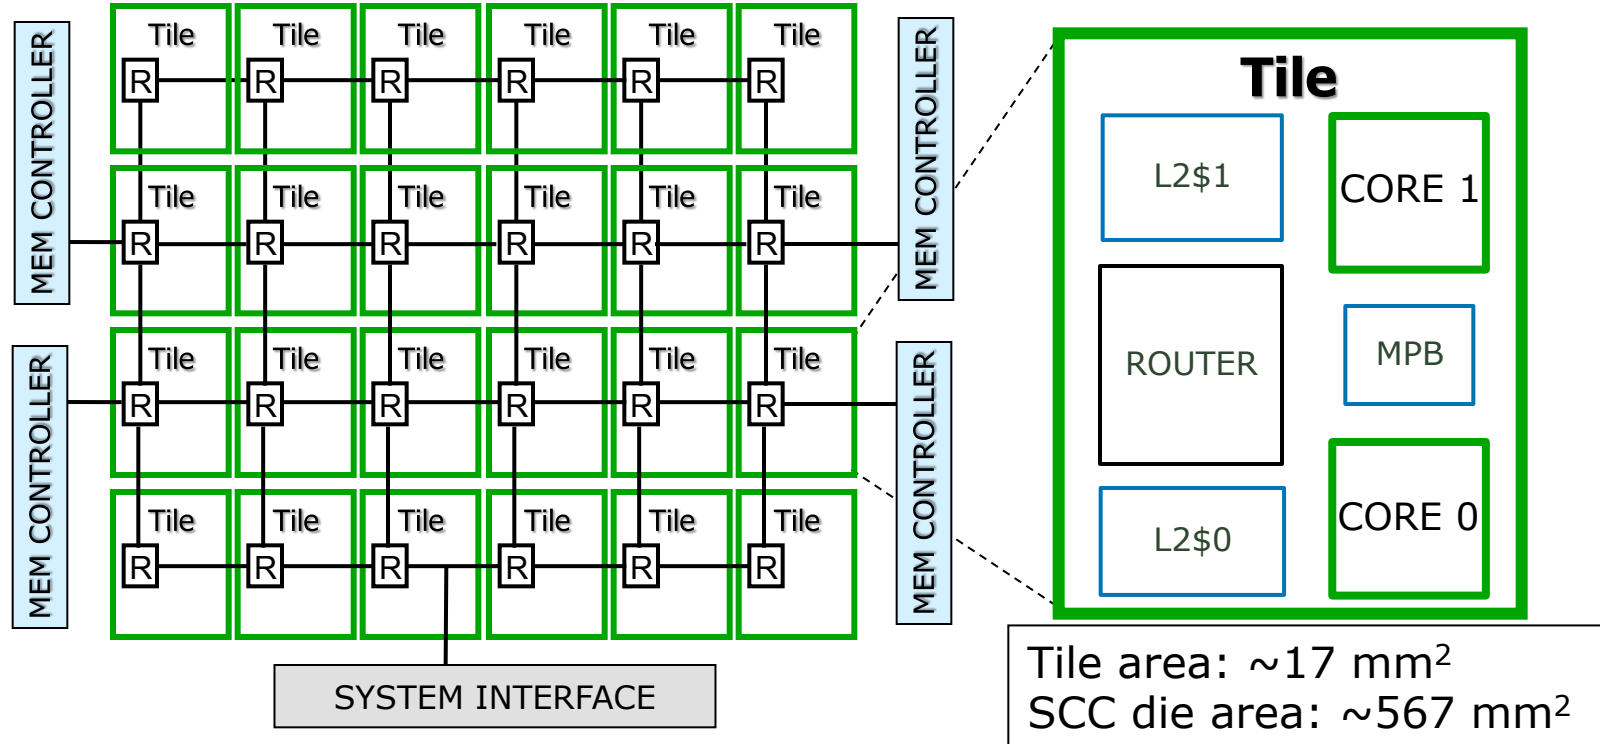 MEM CONTROLLER
Tile Tile Tile Tile Tile Tile
R R R R R R
MEM CONTROLLER
Tile Tile Tile Tile Tile Tile
R R R R R R
MEM CONTROLLER
Tile Tile Tile Tile Tile Tile
R R R R R R
MEM CONTROLLER
Tile Tile Tile Tile Tile Tile
R R R R R R
SYSTEM INTERFACE
Tile
L2$1
CORE 1
ROUTER
MPB
L2$0
CORE 0
Tile area: ~17 mm²
SCC die area: ~567 mm²